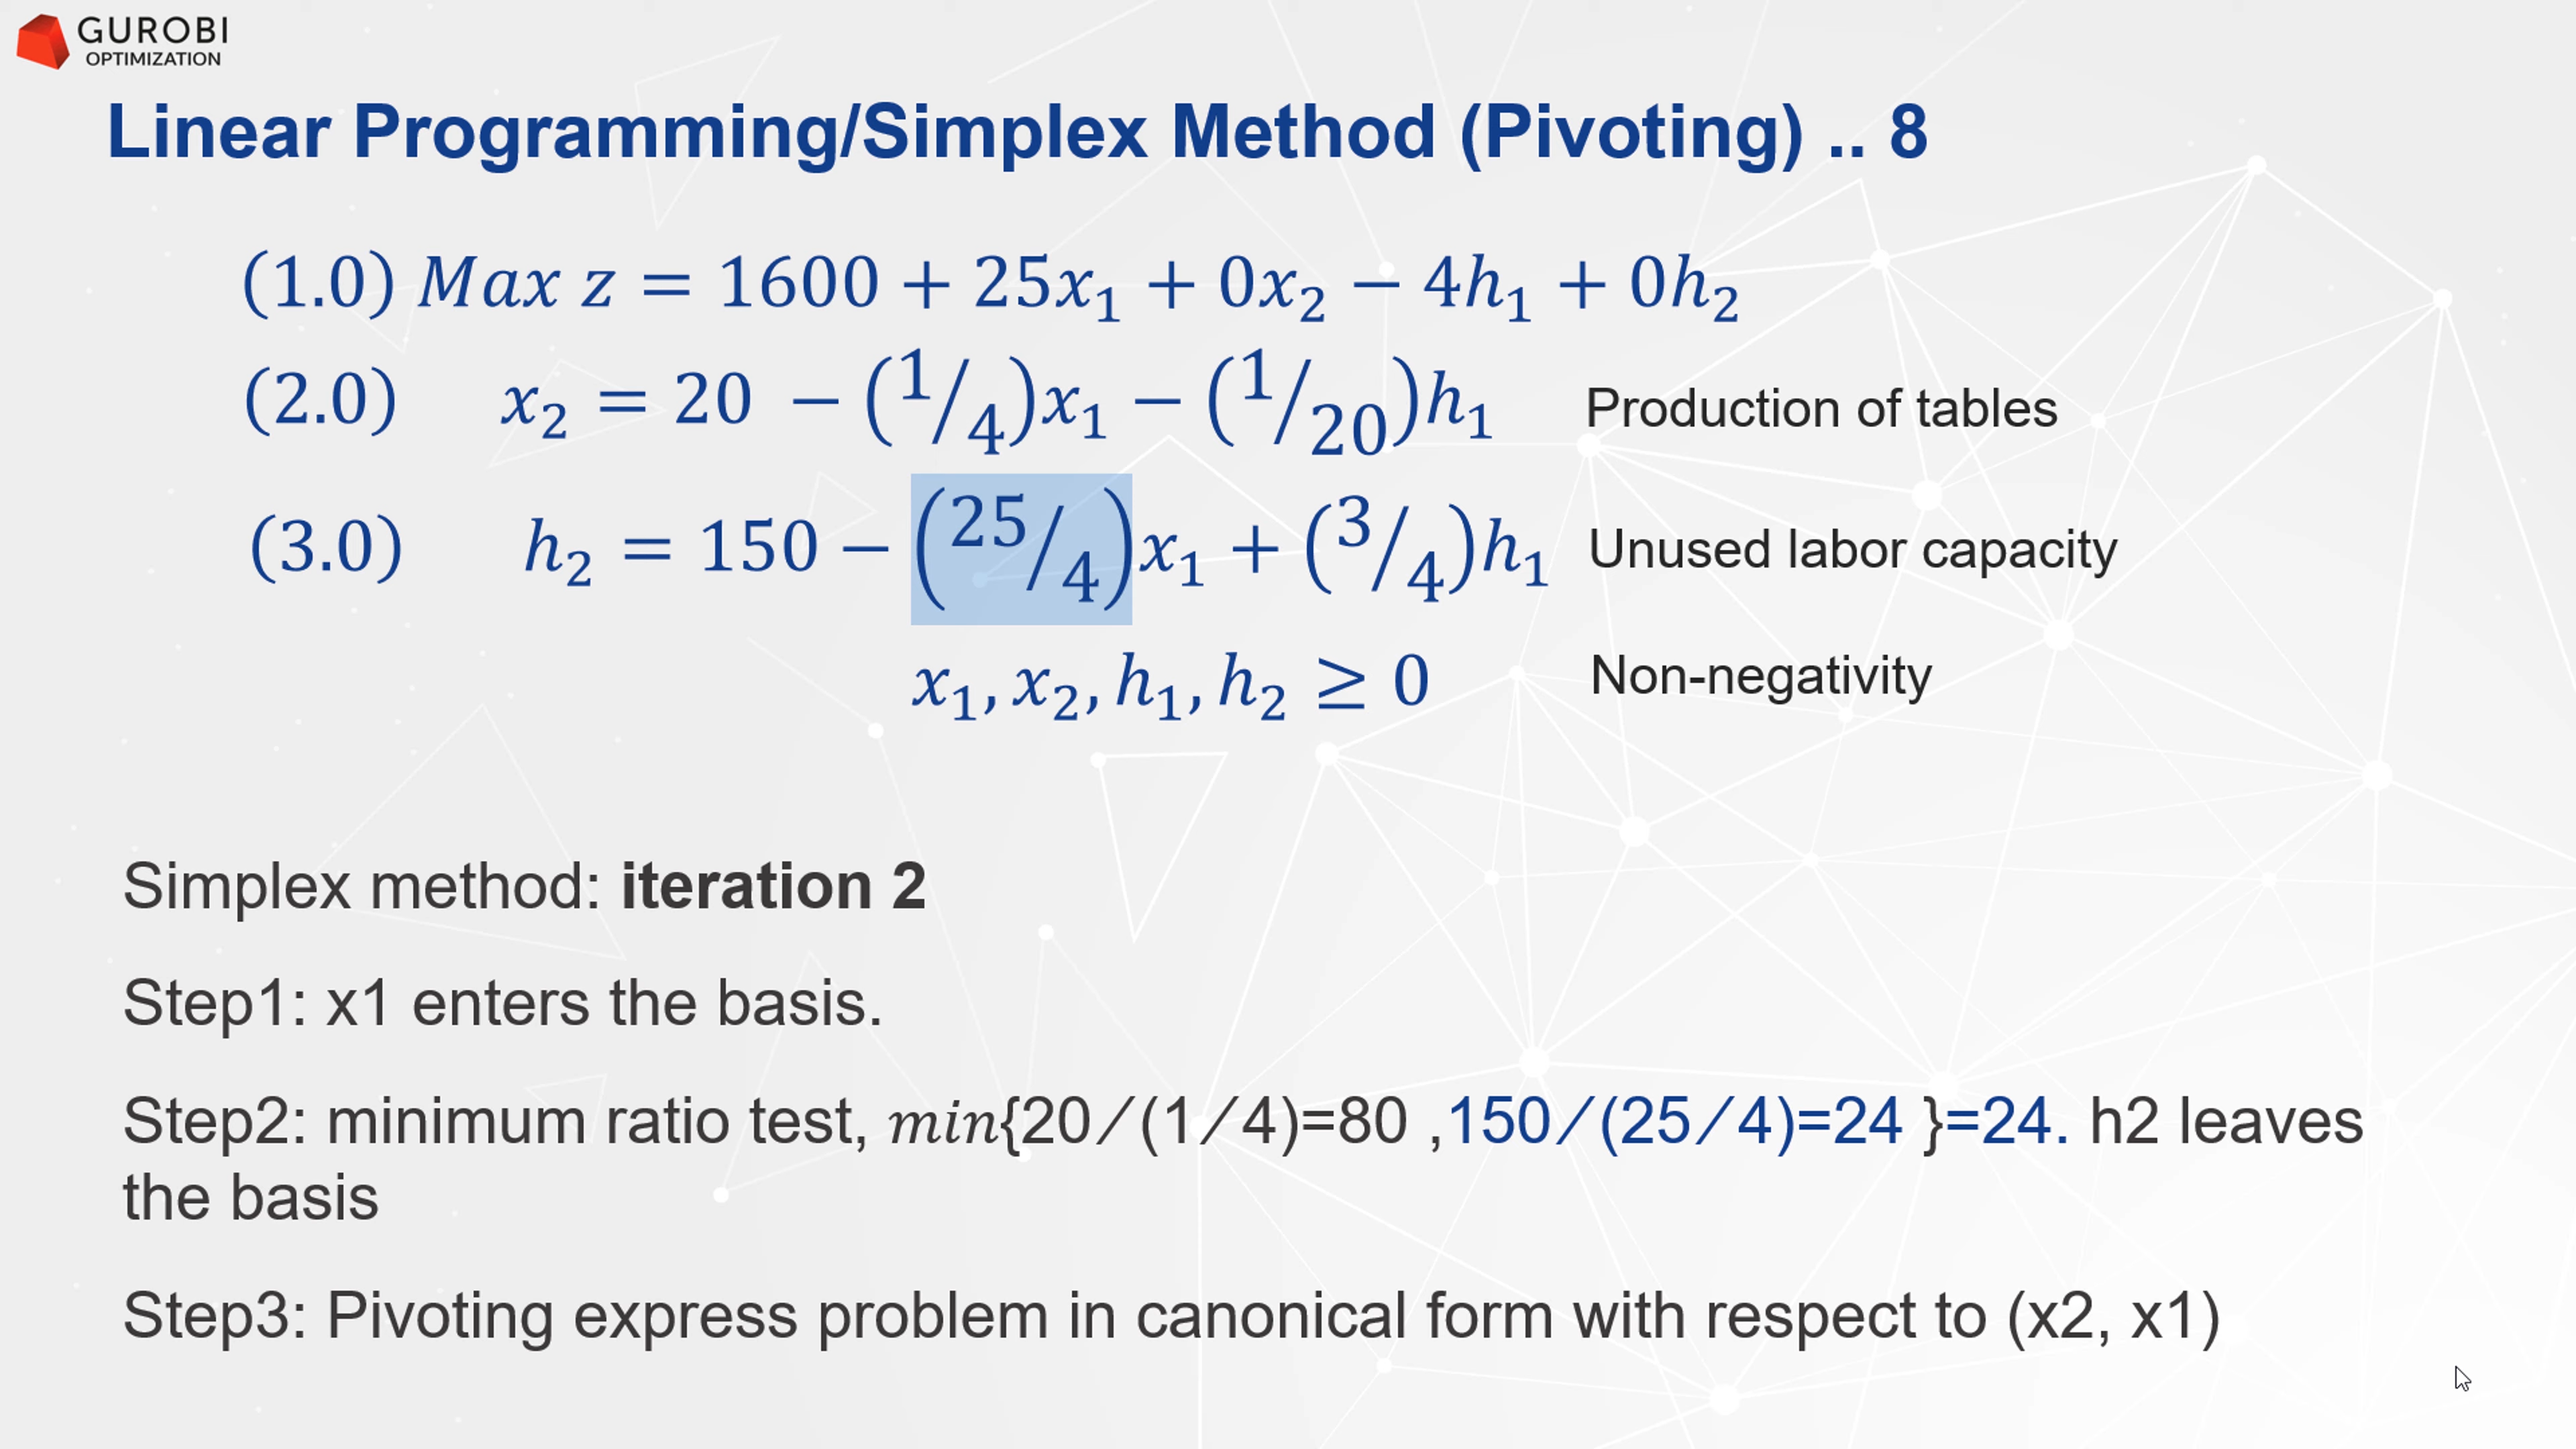 GUROBI
OPTIMIZATION
Linear Programming/Simplex Method (Pivoting) .. 8
(1.0) Max z = 1600 + 25x₁ + 0x₂ − 4h₁ + 0h₂
(2.0) x₂ = 20 − (1/4)x₁ − (1/20)h₁ Production of tables
(3.0) h₂ = 150 − (25/4)x₁ + (3/4)h₁ Unused labor capacity
x₁, x₂, h₁, h₂ ≥ 0 Non-negativity
Simplex method: iteration 2
Step1: x1 enters the basis.
Step2: minimum ratio test, min{20/(1/4)=80 ,150/(25/4)=24 }=24. h2 leaves
the basis
Step3: Pivoting express problem in canonical form with respect to (x2, x1)